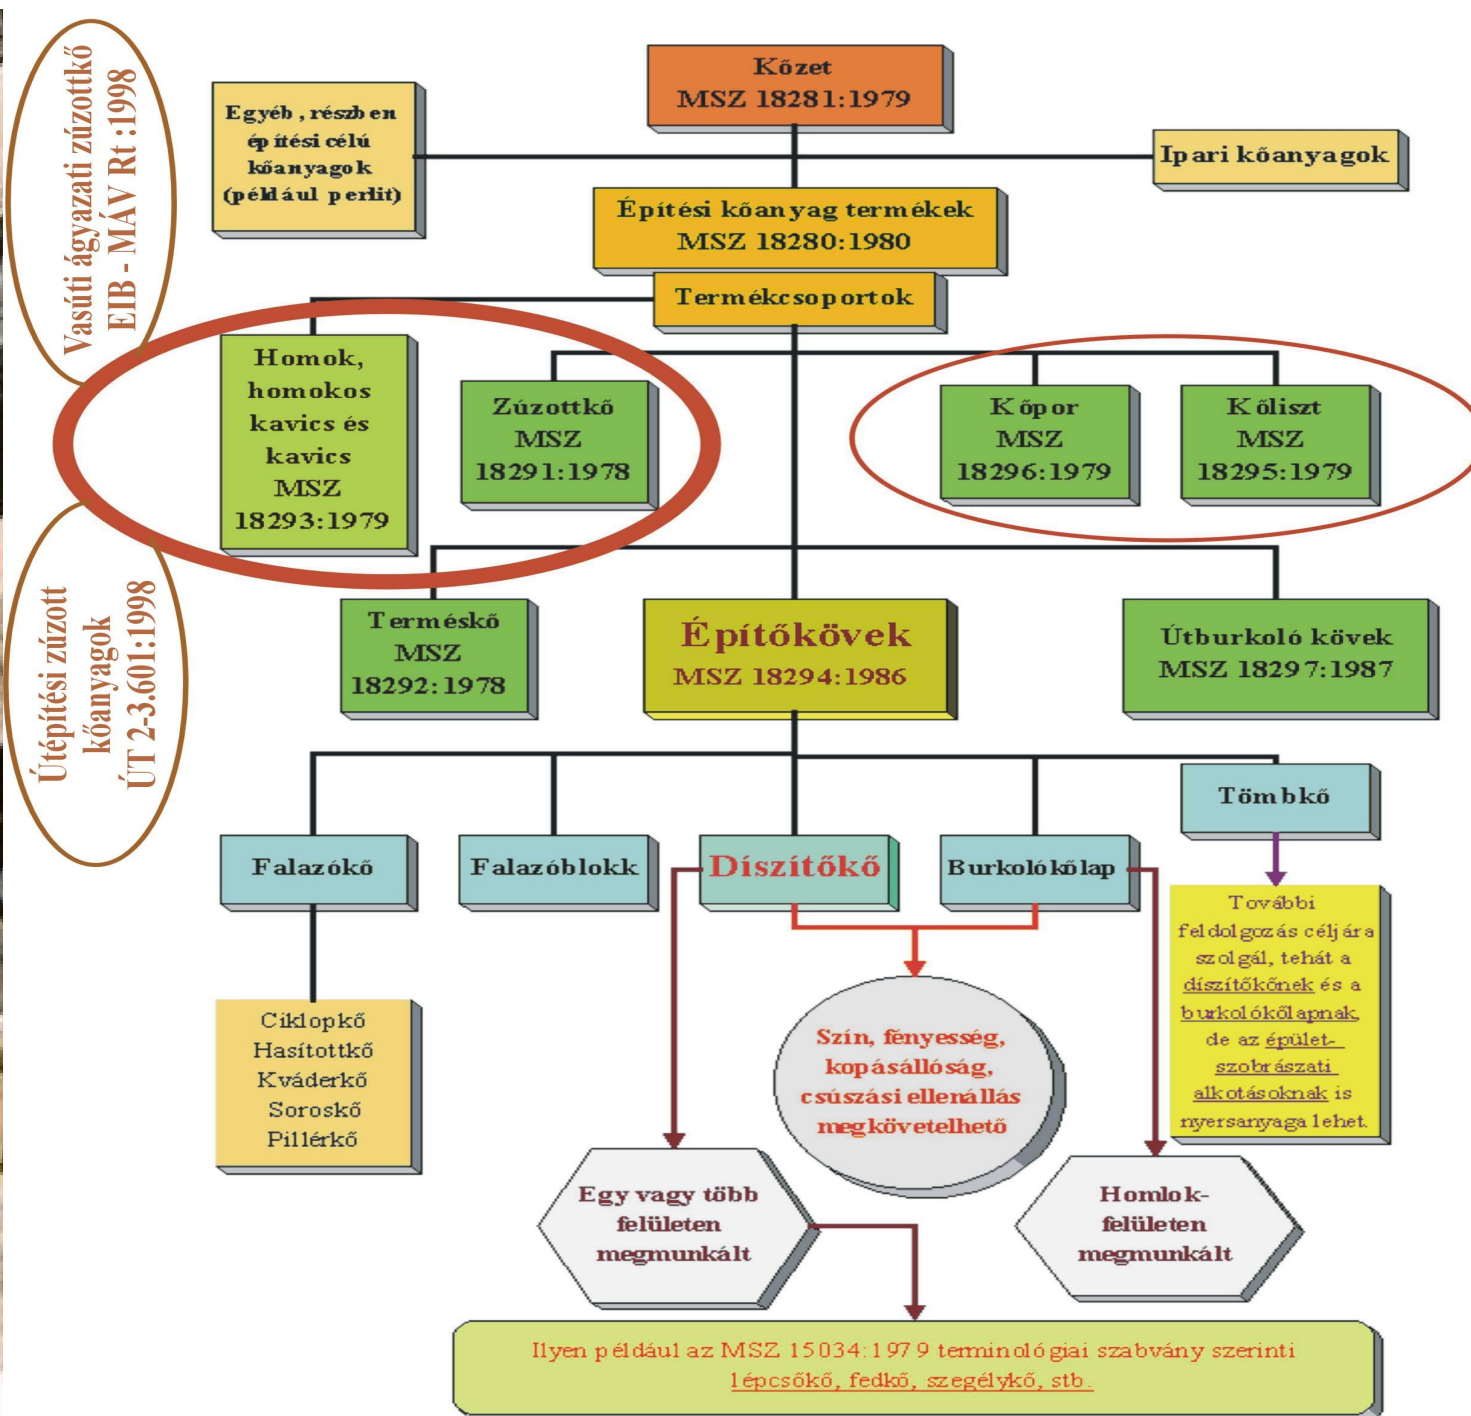 Vasúti ágyazati zúzottkő
EIB - MÁV Rt :1998
Kőzet
MSZ 18281:1979
Egyéb, részben
építési célú
kőanyagok
(például perlit)
Ipari kőanyagok
Építési kőanyag termékek
MSZ 18280:1980
Termékcsoportok
Homok,
homokos
kavics és
kavics
MSZ
18293:1979
Zúzottkő
MSZ
18291:1978
Kőpor
MSZ
18296:1979
Kőliszt
MSZ
18295:1979
Útépítési zúzott
kőanyagok
ÚT 2-3.601:1998
Terméskő
MSZ
18292:1978
Építőkövek
MSZ 18294:1986
Útburkoló kövek
MSZ 18297:1987
Falazókő
Falazóblokk
Díszítőkő
Burkolókőlap
Tömbkő
Ciklopkő
Hasítottkő
Kváderkő
Soroskő
Pillérkő
Szín, fényesség,
kopásállóság,
csúszási ellenállás
megkövetelhető
További
feldolgozás céljára
szolgál, tehát a
díszítőkőnek és a
burkolókőlapnak,
de az épület-
szobrászati
alkotásoknak is
nyersanyaga lehet.
Egy vagy több
felületen
megmunkált
Homlok-
felületen
megmunkált
Ilyen például az MSZ 15034:1979 terminológiai szabvány szerinti
lépcsőkő, fedkő, szegélykő, stb.